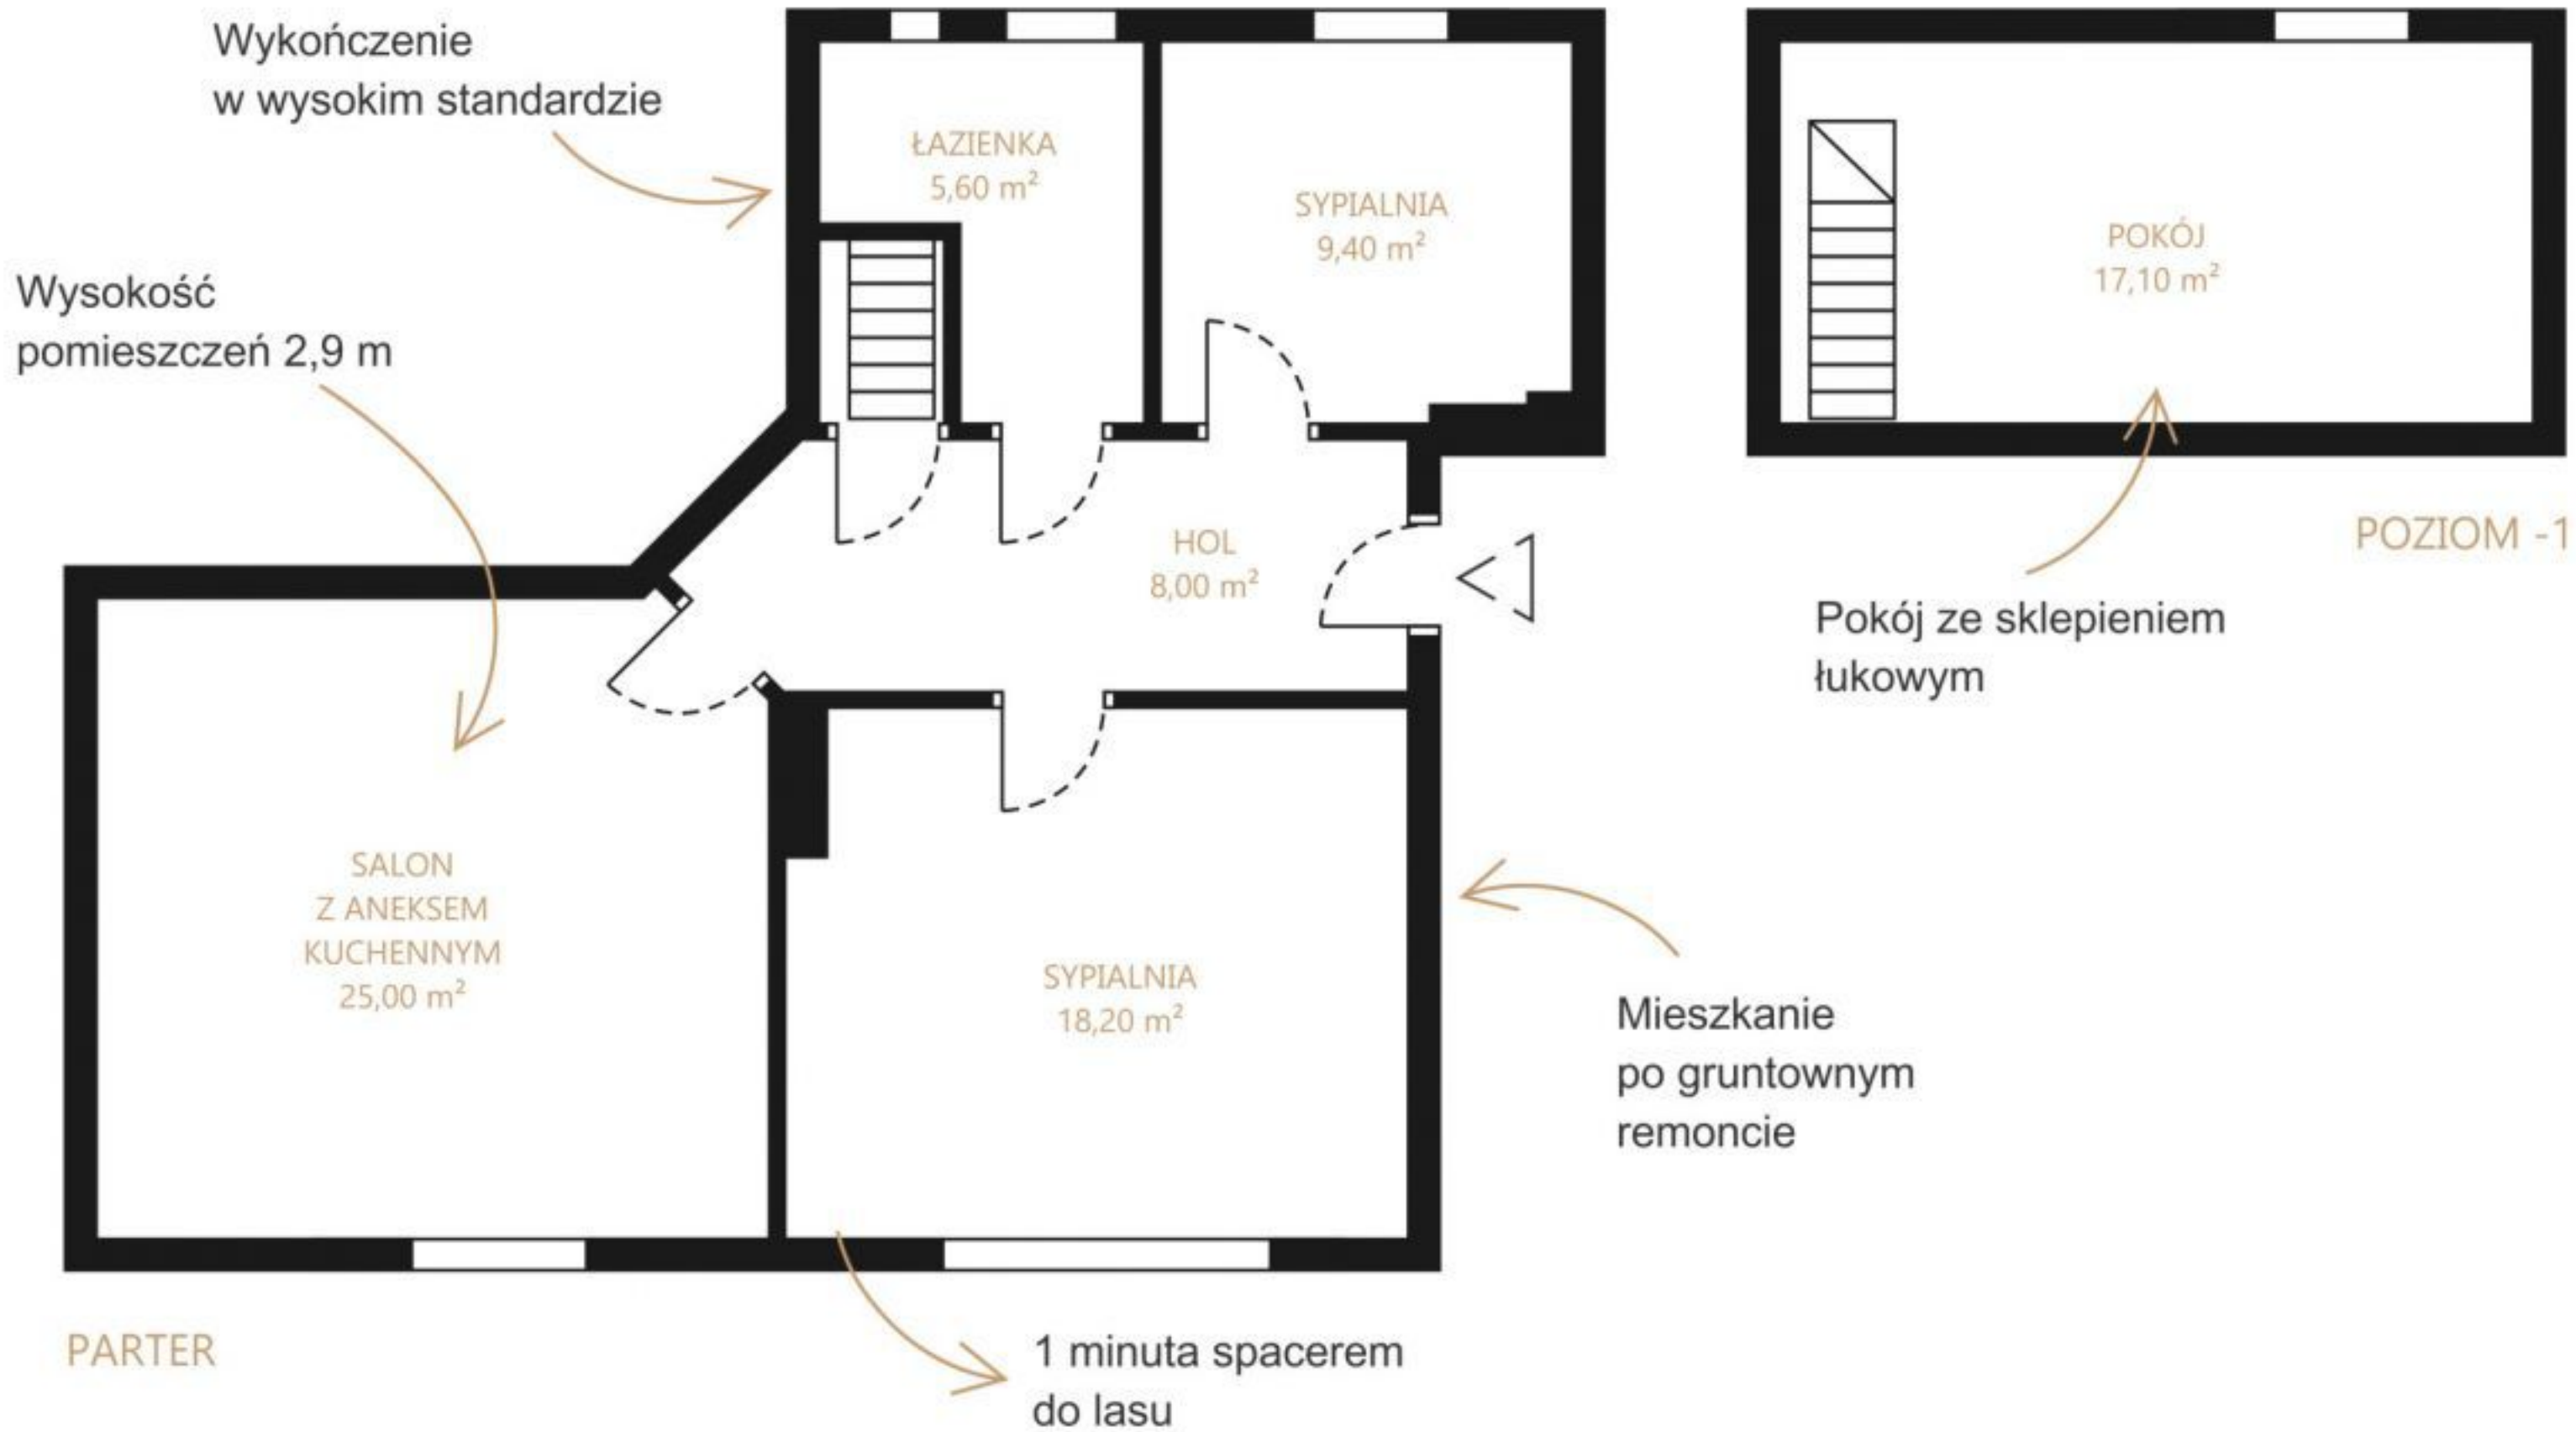 Wykończenie
w wysokim standardzie
ŁAZIENKA
5,60 m²
SYPIALNIA
9,40 m²
POKÓJ
17,10 m²
Wysokość
pomieszczeń 2,9 m
HOL
8,00 m²
POZIOM -1
Pokój ze sklepieniem
łukowym
SALON
Z ANEKSEM
KUCHENNYM
25,00 m²
SYPIALNIA
18,20 m²
Mieszkanie
po gruntownym
remoncie
PARTER
1 minuta spacerem
do lasu